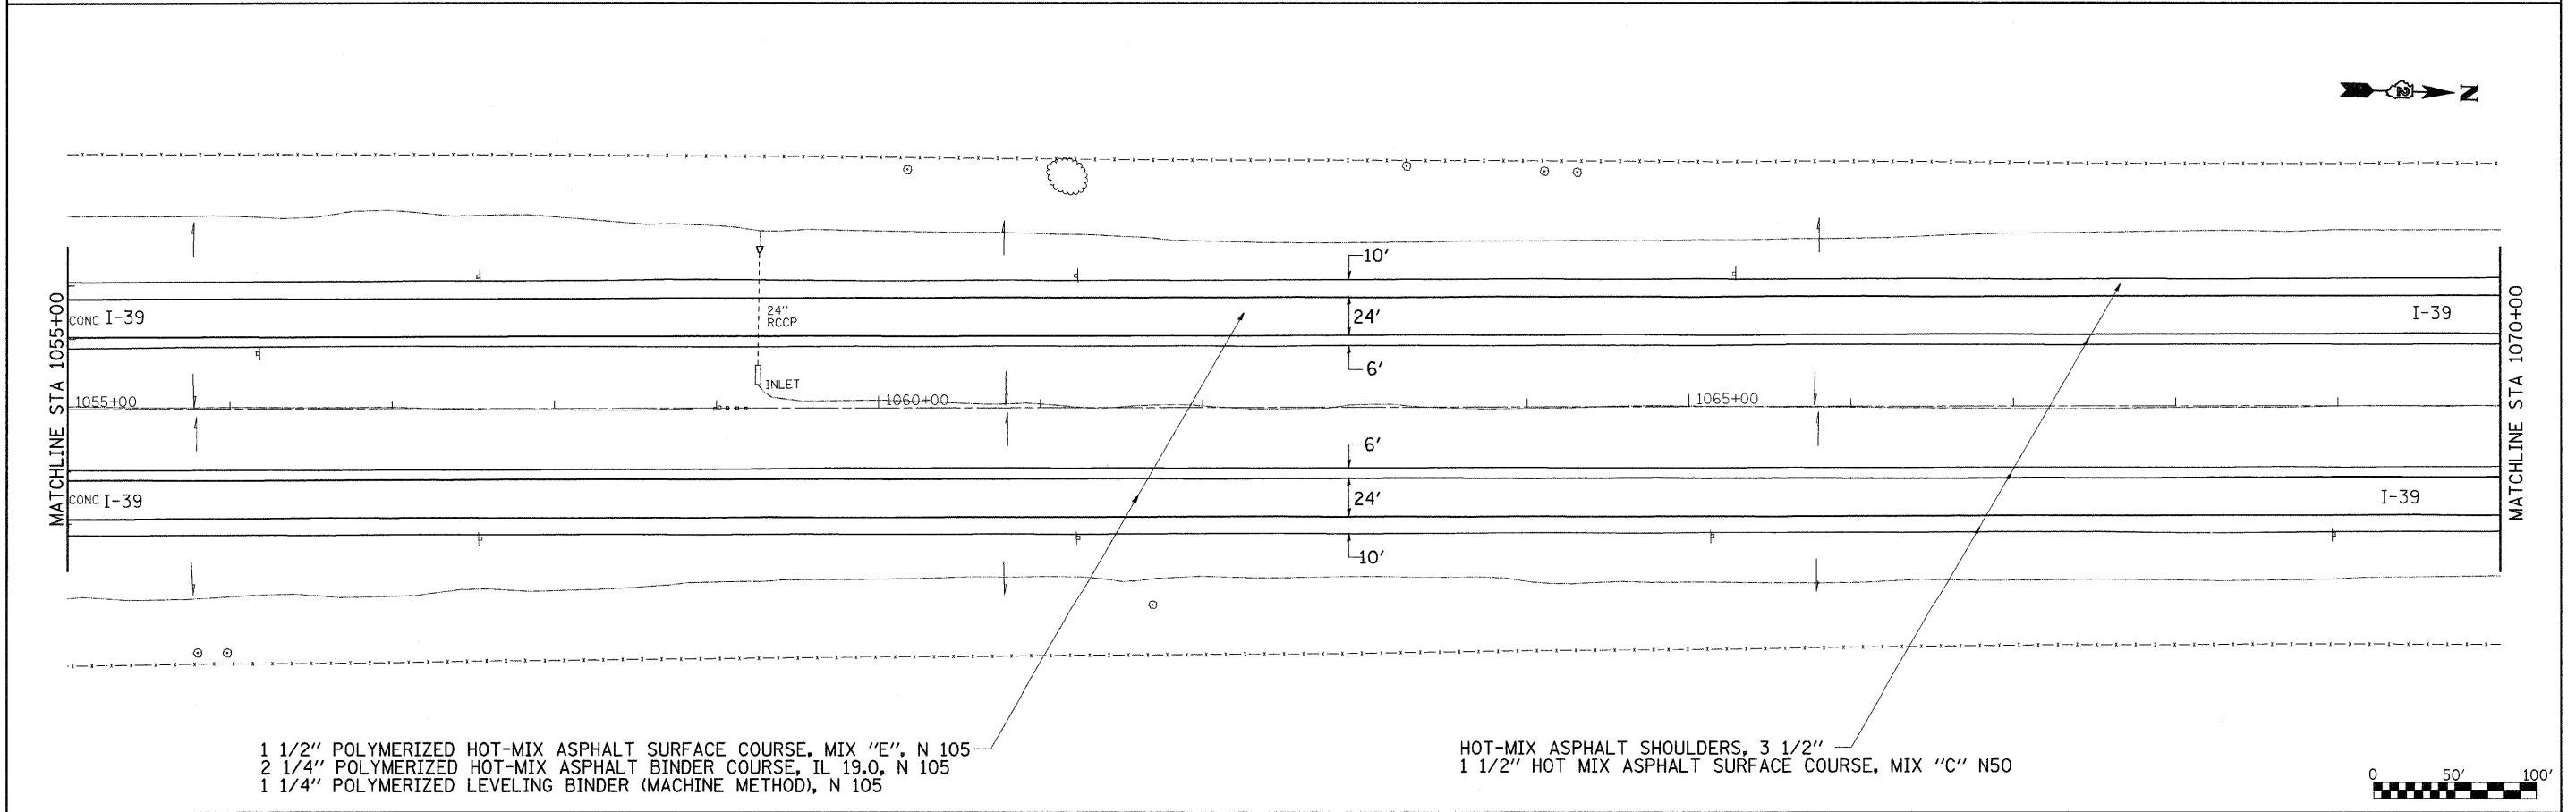 N
10'
MATCHLINE STA 1055+00
CONC I-39
24"
RCCP
24'
I-39
MATCHLINE STA 1070+00
6'
INLET
1055+00
1060+00
1065+00
6'
CONC I-39
24'
I-39
10'
1 1/2" POLYMERIZED HOT-MIX ASPHALT SURFACE COURSE, MIX "E", N 105
2 1/4" POLYMERIZED HOT-MIX ASPHALT BINDER COURSE, IL 19.0, N 105
1 1/4" POLYMERIZED LEVELING BINDER (MACHINE METHOD), N 105
HOT-MIX ASPHALT SHOULDERS, 3 1/2"
1 1/2" HOT MIX ASPHALT SURFACE COURSE, MIX "C" N50
0 50' 100'